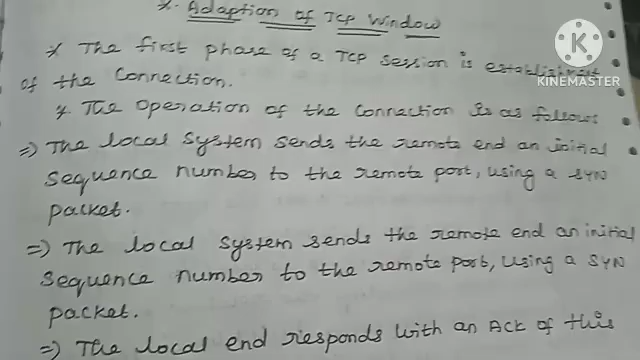 * Adaption of TCP Window
* The first phase of a TCP session is establishment
of the connection.
* The operation of the connection is as follows
⇒ The local system sends the remote end an initial
sequence number to the remote port, using a SYN
packet.
⇒ The local system sends the remote end an initial
sequence number to the remote port, using a SYN
packet.
⇒ The local end responds with an ACK of this
K
KINEMASTER